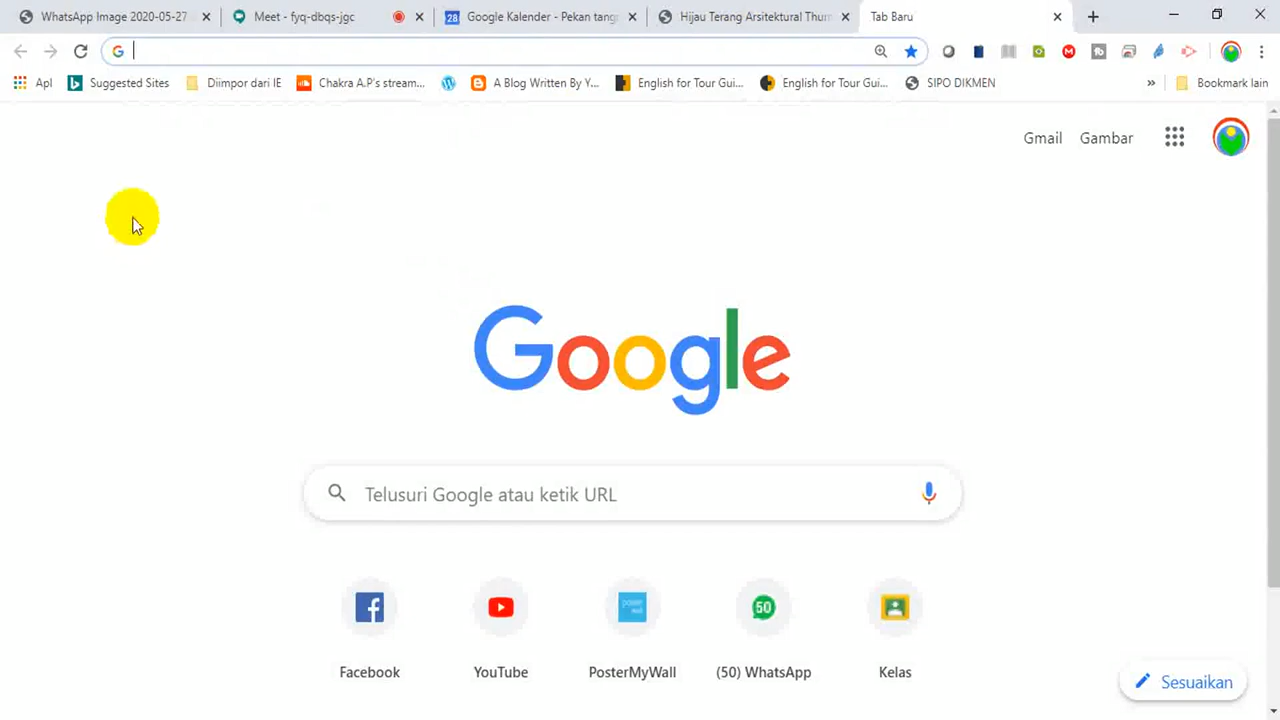 WhatsApp Image 2020-05-27
Meet - fyq-dbqs-jgc
28
Google Kalender - Pekan tang
Hijau Terang Arsitektural Thum
Tab Baru
G
Apl
Suggested Sites
Diimpor dari IE
Chakra A.P's stream...
A Blog Written By Y...
English for Tour Gui...
English for Tour Gui...
SIPO DIKMEN
»
Bookmark lain
Gmail
Gambar
Google
Telusuri Google atau ketik URL
50
Facebook
YouTube
PosterMyWall
(50) WhatsApp
Kelas
Sesuaikan